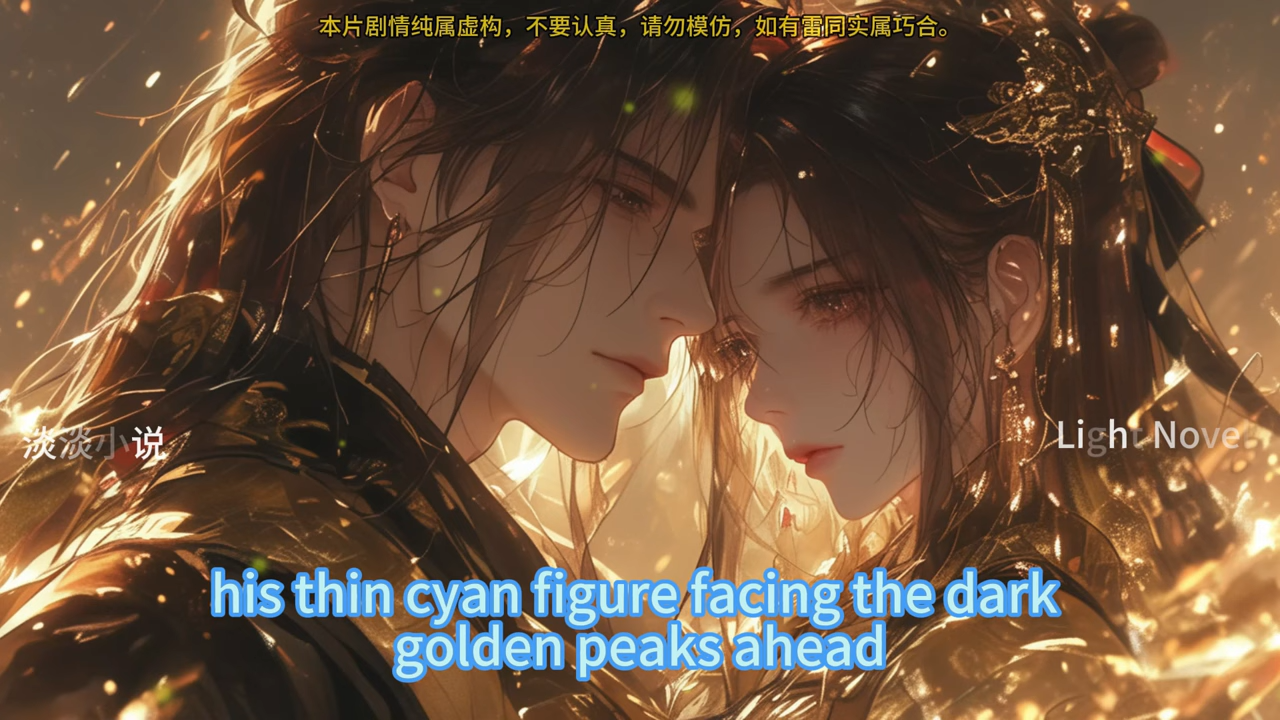 本片剧情纯属虚构，不要认真，请勿模仿，如有雷同实属巧合。
淡淡小说
Light Nove
his thin cyan figure facing the dark
golden peaks ahead